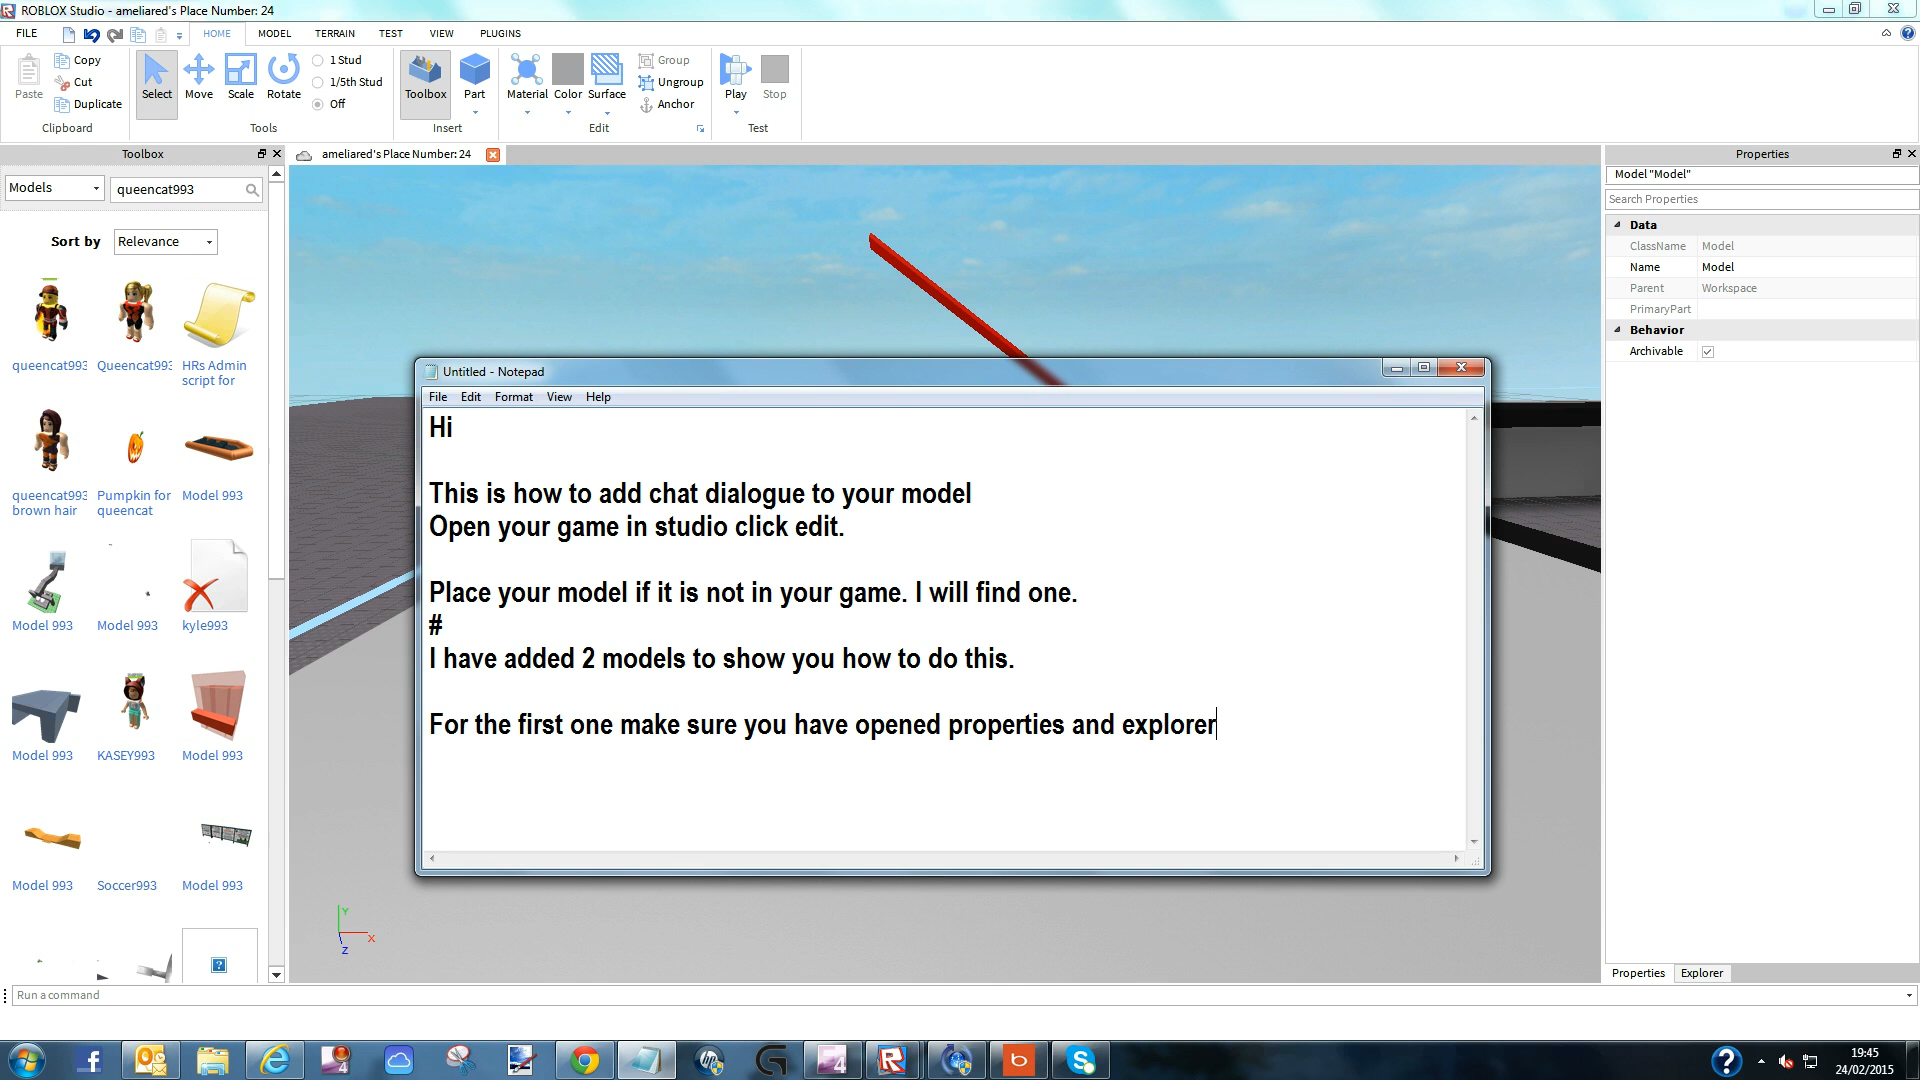 ROBLOX Studio - ameliared's Place Number: 24
FILE
HOME
MODEL
TERRAIN
TEST
VIEW
PLUGINS
Paste
Copy
Cut
Duplicate
Clipboard
Select
Move
Scale
Rotate
1 Stud
1/5th Stud
Off
Tools
Toolbox
Part
Insert
Material
Color
Surface
Group
Ungroup
Anchor
Edit
Play
Stop
Test
Toolbox
Models
queencat993
Sort by
Relevance
queencat993
Queencat993
HRs Admin
script for
queencat993
brown hair
Pumpkin for
queencat
Model 993
Model 993
Model 993
kyle993
Model 993
KASEY993
Model 993
Model 993
Soccer993
Model 993
ameliared's Place Number: 24
Untitled - Notepad
File Edit Format View Help
Hi
This is how to add chat dialogue to your model
Open your game in studio click edit.
Place your model if it is not in your game. I will find one.
#
I have added 2 models to show you how to do this.
For the first one make sure you have opened properties and explorer
Y
X
Z
Properties
Model "Model"
Search Properties
Data
ClassName Model
Name Model
Parent Workspace
PrimaryPart
Behavior
Archivable
Properties
Explorer
Run a command
19:45
24/02/2015